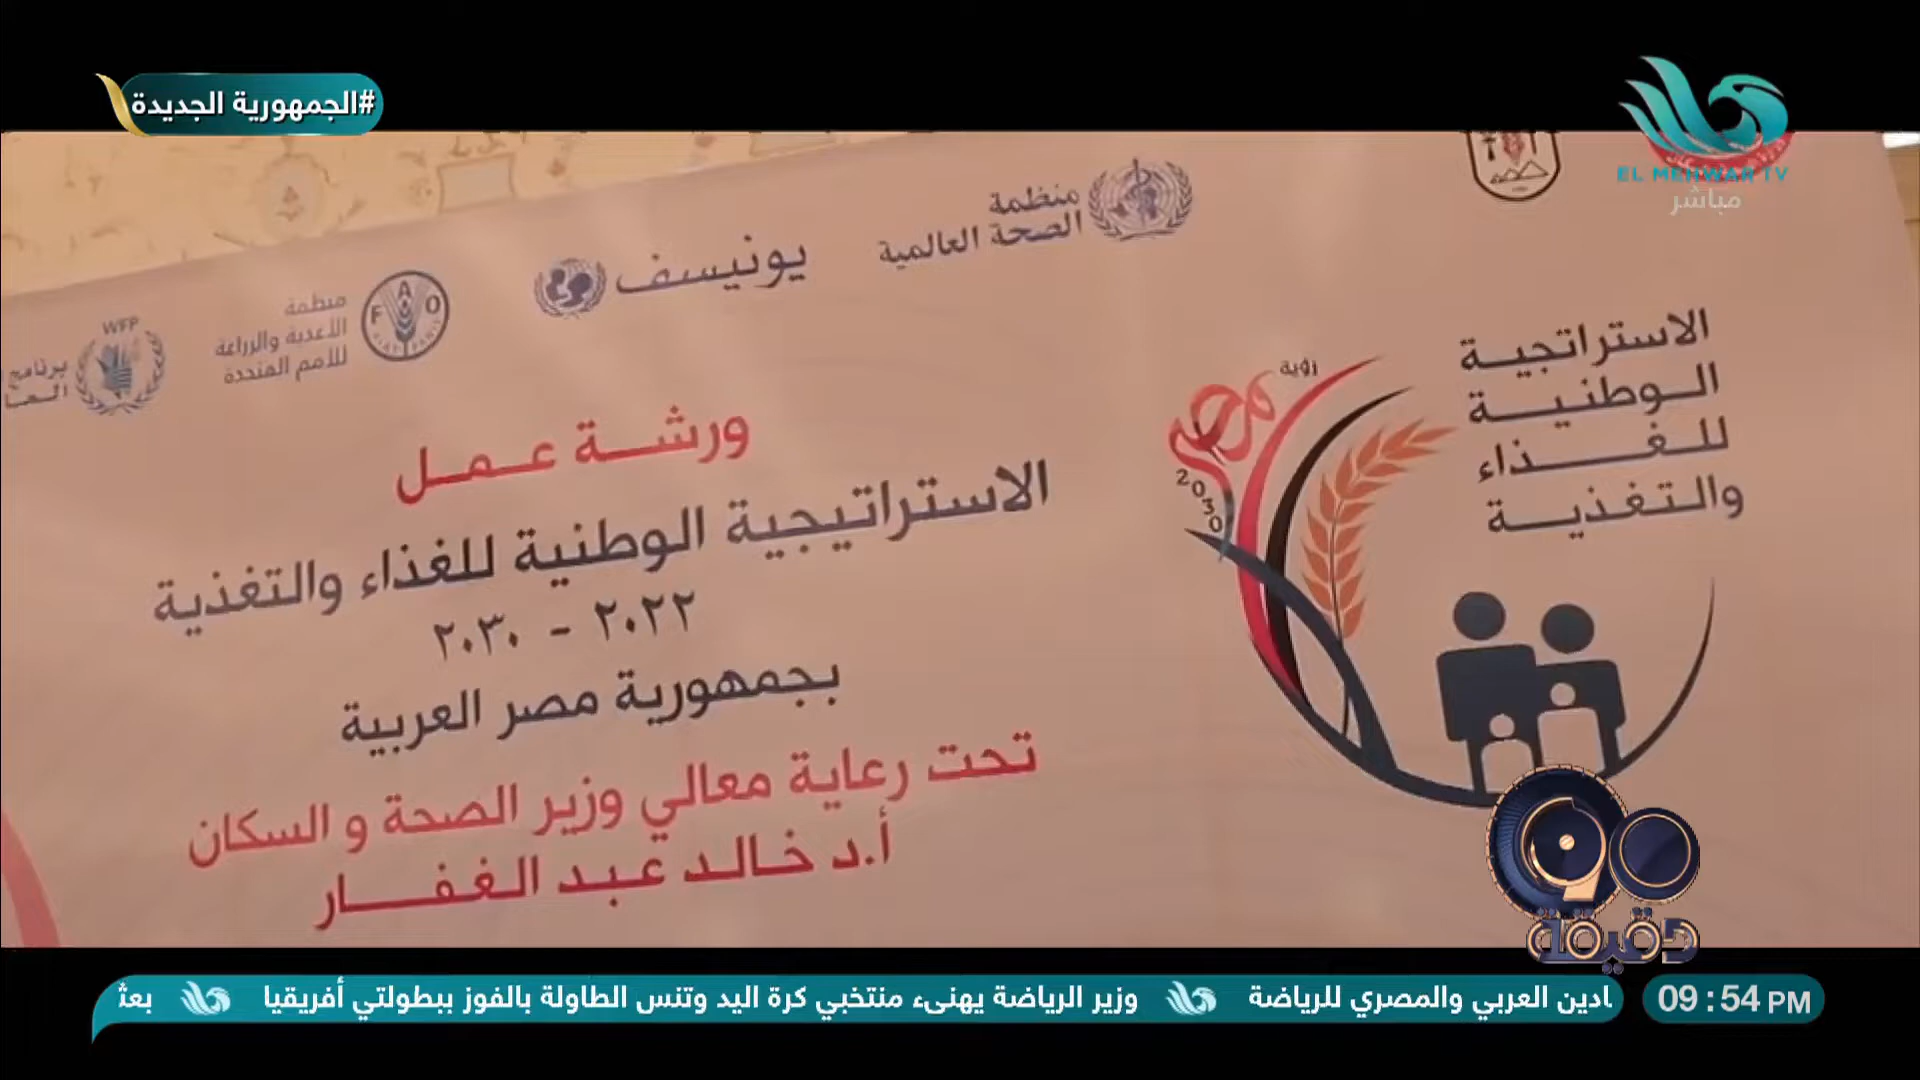 #الجمهورية الجديدة
EL MEHWAR TV
مباشر
منظمة
الصحة العالمية
يونيسف
FAO
منظمة
الأغذية والزراعة
للأمم المتحدة
WFP
برنامج
رؤية
مصر
2030
الاستراتجية
الوطنية
للغذاء
والتغذية
ورشة عمل
الاستراتيجية الوطنية للغذاء والتغذية
٢٠٢٢ - ٢٠٣٠
بجمهورية مصر العربية
تحت رعاية معالي وزير الصحة و السكان
أ.د خالد عبد الغفار
90
دقيقة
ادين العربي والمصري للرياضة
وزير الرياضة يهنىء منتخبي كرة اليد وتنس الطاولة بالفوز ببطولتي أفريقيا
بعث
09:54 PM